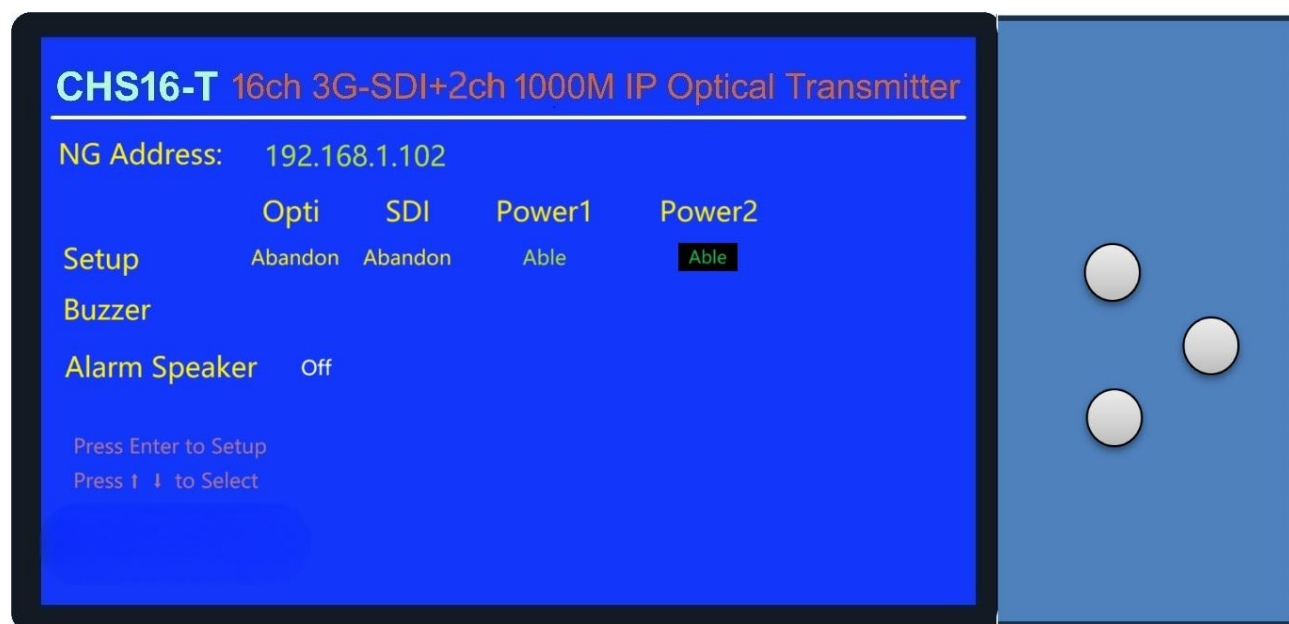 CHS16-T 16ch 3G-SDI+2ch 1000M IP Optical Transmitter
NG Address: 192.168.1.102
Opti SDI Power1 Power2
Setup Abandon Abandon Able Able
Buzzer
Alarm Speaker Off
Press Enter to Setup
Press ↑ ↓ to Select